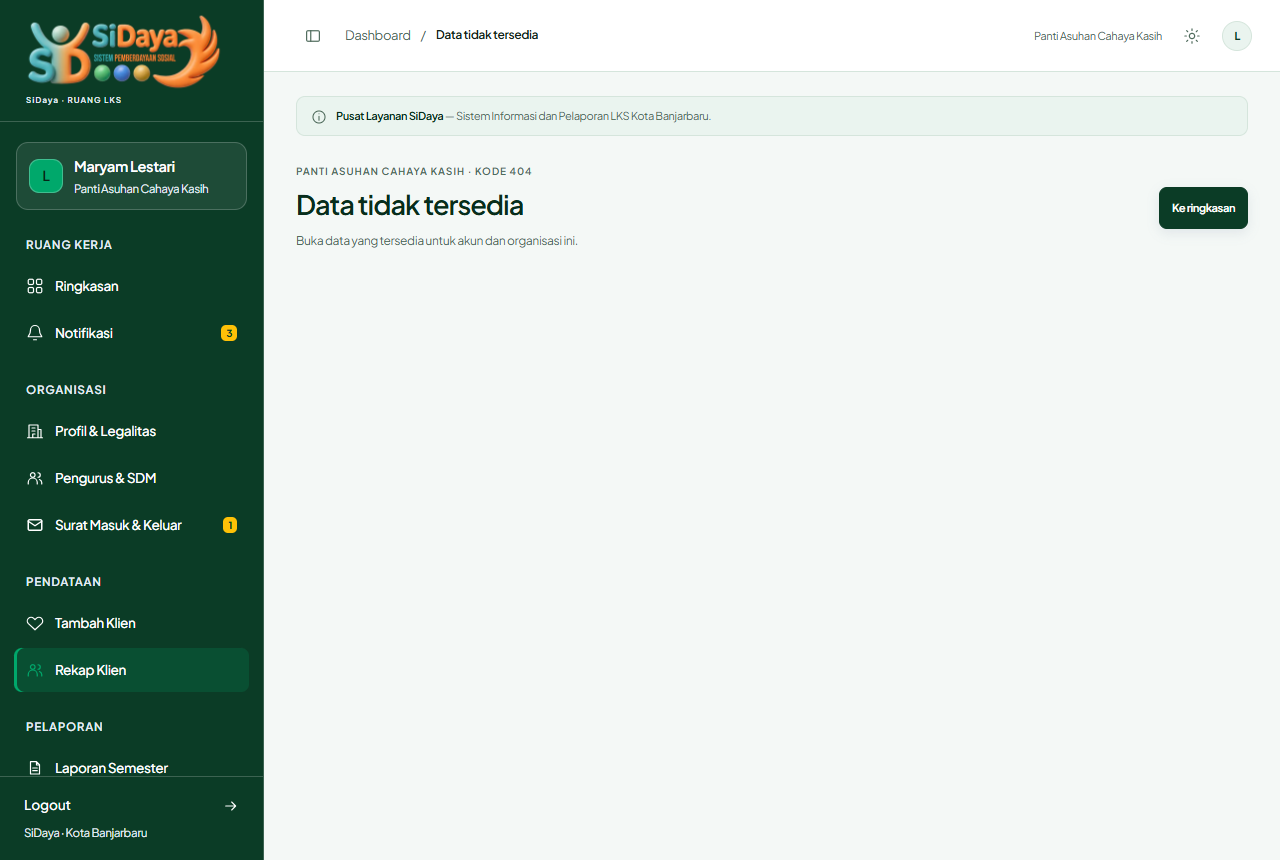 SiDaya
SISTEM PEMBERDAYAAN SOSIAL
SiDaya · RUANG LKS
L
Maryam Lestari
Panti Asuhan Cahaya Kasih
RUANG KERJA
Ringkasan
Notifikasi 3
ORGANISASI
Profil & Legalitas
Pengurus & SDM
Surat Masuk & Keluar 1
PENDATAAN
Tambah Klien
Rekap Klien
PELAPORAN
Laporan Semester
Logout
SiDaya · Kota Banjarbaru
Dashboard / Data tidak tersedia
Panti Asuhan Cahaya Kasih
L
Pusat Layanan SiDaya — Sistem Informasi dan Pelaporan LKS Kota Banjarbaru.
PANTI ASUHAN CAHAYA KASIH · KODE 404
Data tidak tersedia
Buka data yang tersedia untuk akun dan organisasi ini.
Ke ringkasan